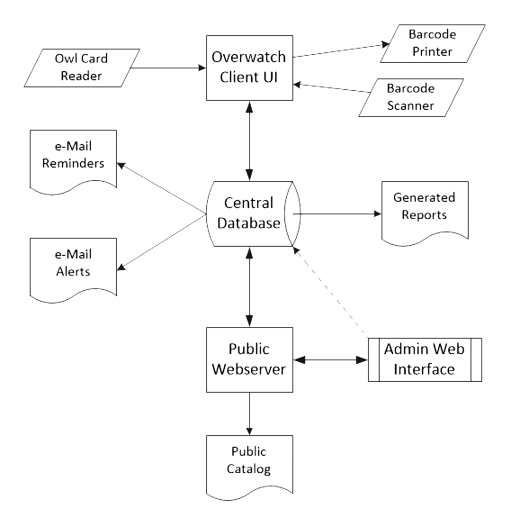 Owl Card
Reader
Overwatch
Client UI
Barcode
Printer
Barcode
Scanner
e-Mail
Reminders
Central
Database
Generated
Reports
e-Mail
Alerts
Public
Webserver
Admin Web
Interface
Public
Catalog